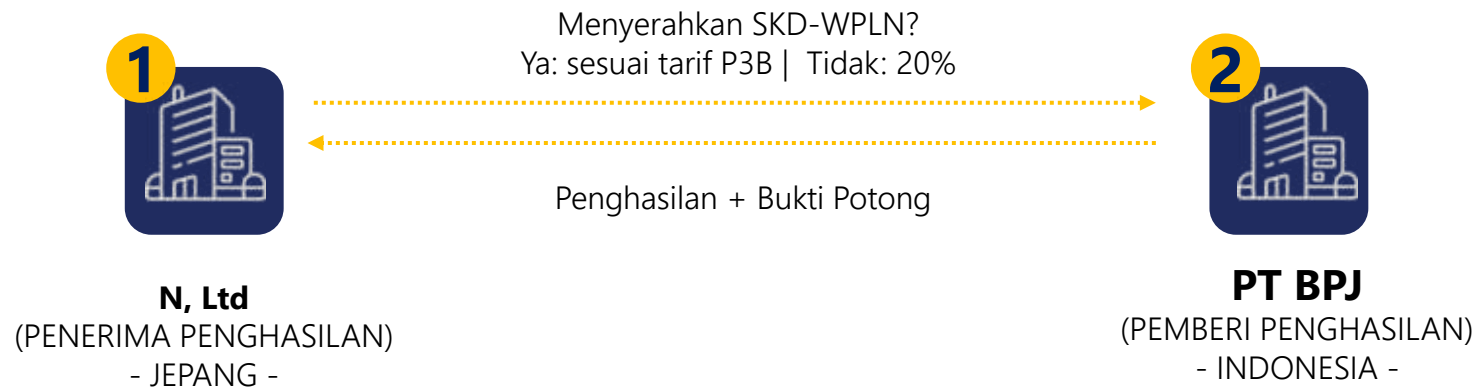 Menyerahkan SKD-WPLN?
Ya: sesuai tarif P3B | Tidak: 20%
1
2
Penghasilan + Bukti Potong
N, Ltd
(PENERIMA PENGHASILAN)
- JEPANG -
PT BPJ
(PEMBERI PENGHASILAN)
- INDONESIA -